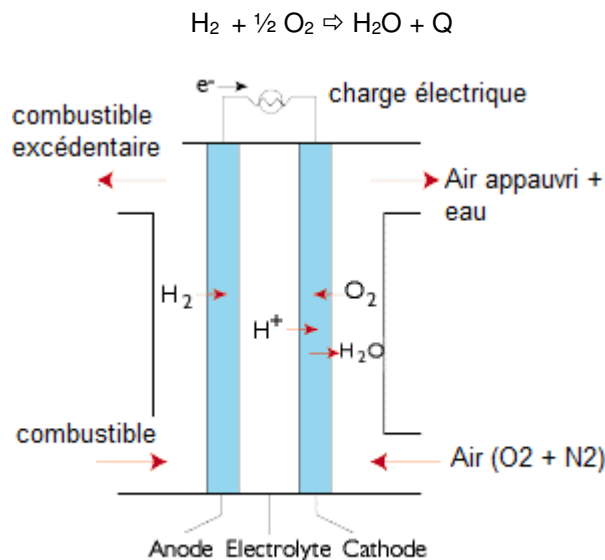 H₂ + ½ O₂ ⇨ H₂O + Q
e-
charge électrique
combustible
excédentaire
Air appauvri +
eau
H₂
O₂
H⁺
H₂O
combustible
Air (O2 + N2)
Anode Electrolyte Cathode